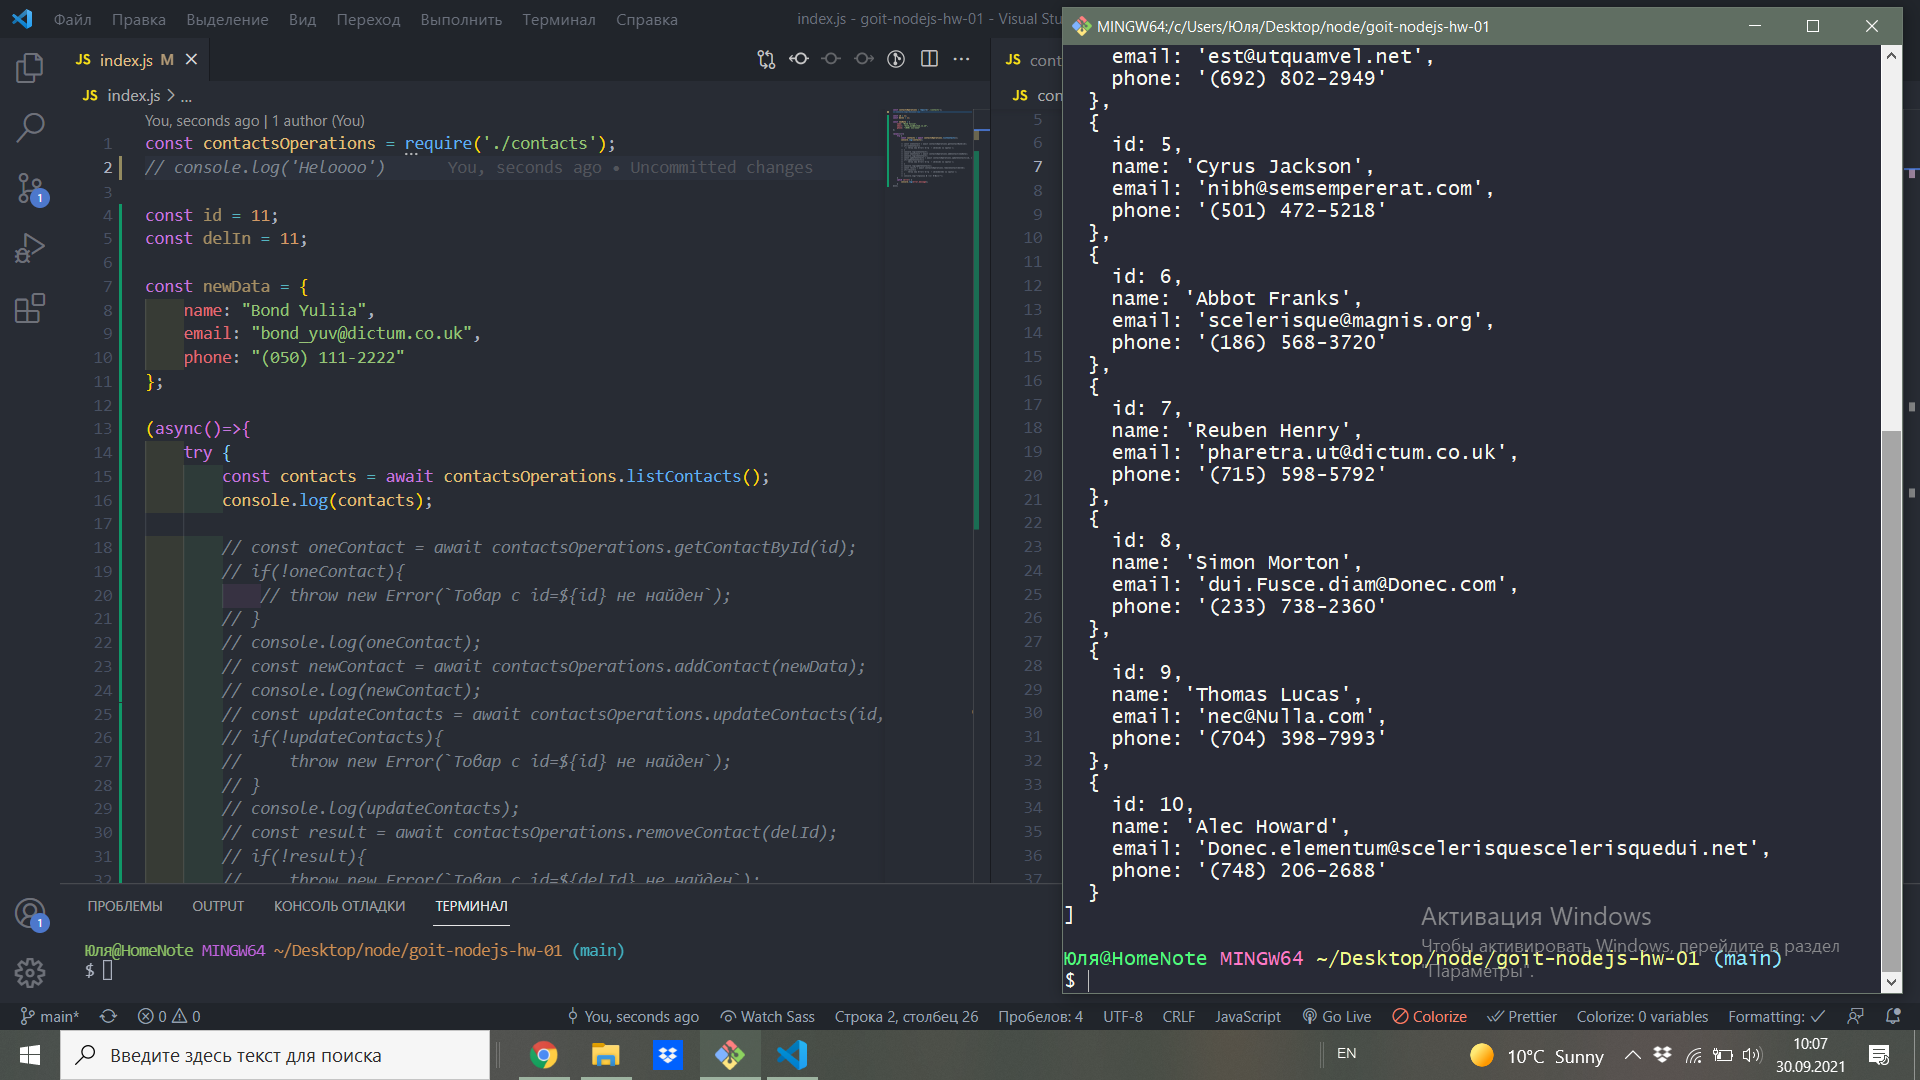 Файл Правка Выделение Вид Переход Выполнить Терминал Справка
index.js - goit-nodejs-hw-01 - Visual Stu
JS index.js M
JS index.js > ...
You, seconds ago | 1 author (You)
1 const contactsOperations = require('./contacts');
2 // console.log('Heloooo') You, seconds ago • Uncommitted changes
3
4 const id = 11;
5 const delIn = 11;
6
7 const newData = {
8 name: "Bond Yuliia",
9 email: "bond_yuv@dictum.co.uk",
10 phone: "(050) 111-2222"
11 };
12
13 (async()=>{
14 try {
15 const contacts = await contactsOperations.listContacts();
16 console.log(contacts);
17
18 // const oneContact = await contactsOperations.getContactById(id);
19 // if(!oneContact){
20 // throw new Error(`Товар с id=${id} не найден`);
21 // }
22 // console.log(oneContact);
23 // const newContact = await contactsOperations.addContact(newData);
24 // console.log(newContact);
25 // const updateContacts = await contactsOperations.updateContacts(id,
26 // if(!updateContacts){
27 // throw new Error(`Товар с id=${id} не найден`);
28 // }
29 // console.log(updateContacts);
30 // const result = await contactsOperations.removeContact(delId);
31 // if(!result){
32 // throw new Error(`Товар с id=${delId} не найден`);
JS cont
JS con
5
6
7
8
9
10
11
12
13
14
15
16
17
18
19
20
21
22
23
24
25
26
27
28
29
30
31
32
33
34
35
36
37
ПРОБЛЕМЫ OUTPUT КОНСОЛЬ ОТЛАДКИ ТЕРМИНАЛ
Юля@HomeNote MINGW64 ~/Desktop/node/goit-nodejs-hw-01 (main)
$
MINGW64:/c/Users/Юля/Desktop/node/goit-nodejs-hw-01
email: 'est@utquamvel.net',
phone: '(692) 802-2949'
},
{
id: 5,
name: 'Cyrus Jackson',
email: 'nibh@semsempererat.com',
phone: '(501) 472-5218'
},
{
id: 6,
name: 'Abbot Franks',
email: 'scelerisque@magnis.org',
phone: '(186) 568-3720'
},
{
id: 7,
name: 'Reuben Henry',
email: 'pharetra.ut@dictum.co.uk',
phone: '(715) 598-5792'
},
{
id: 8,
name: 'Simon Morton',
email: 'dui.Fusce.diam@Donec.com',
phone: '(233) 738-2360'
},
{
id: 9,
name: 'Thomas Lucas',
email: 'nec@Nulla.com',
phone: '(704) 398-7993'
},
{
id: 10,
name: 'Alec Howard',
email: 'Donec.elementum@scelerisquescelerisquedui.net',
phone: '(748) 206-2688'
}
]
Активация Windows
Чтобы активировать Windows, перейдите в раздел
"Параметры".
Юля@HomeNote MINGW64 ~/Desktop/node/goit-nodejs-hw-01 (main)
$
1
1
main* 0 0 You, seconds ago Watch Sass Строка 2, столбец 26 Пробелов: 4 UTF-8 CRLF JavaScript Go Live Colorize Prettier Colorize: 0 variables Formatting:
Введите здесь текст для поиска
EN
10°C Sunny
10:07
30.09.2021